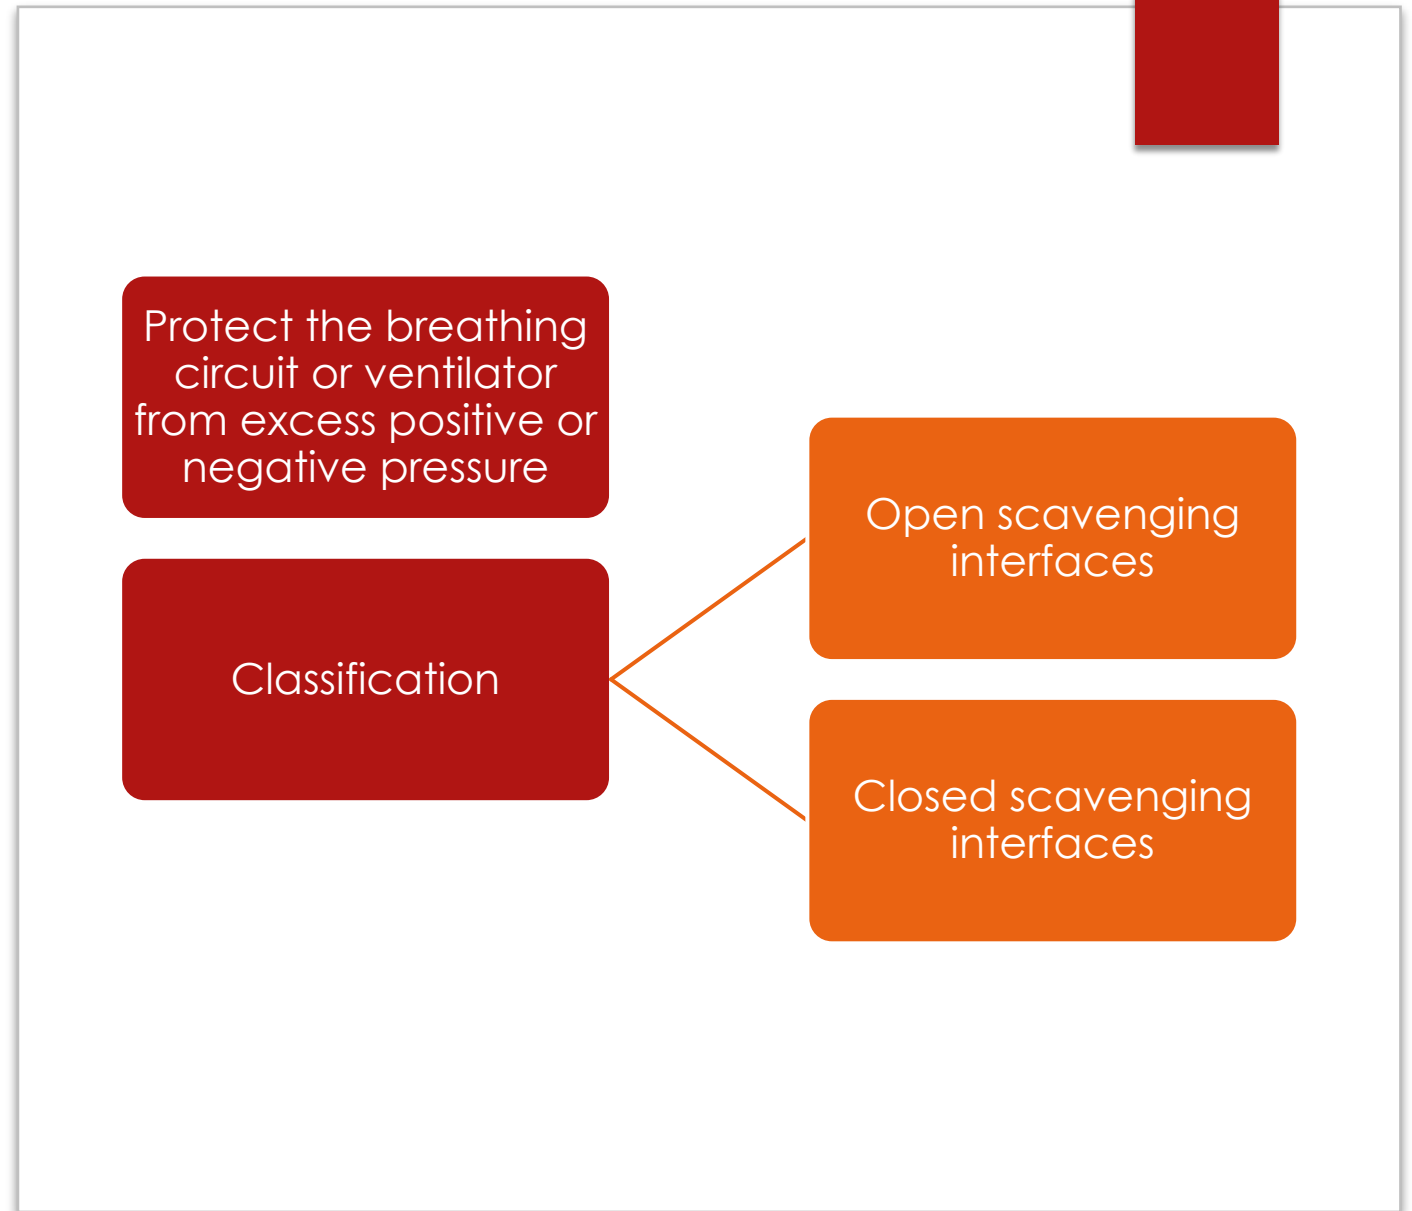 Protect the breathing
circuit or ventilator
from excess positive or
negative pressure
Classification
Open scavenging
interfaces
Closed scavenging
interfaces